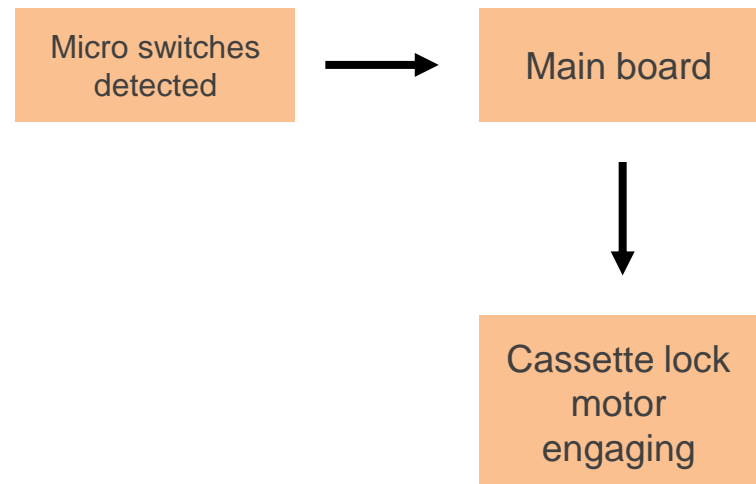 Micro switches
detected
Main board
Cassette lock
motor
engaging